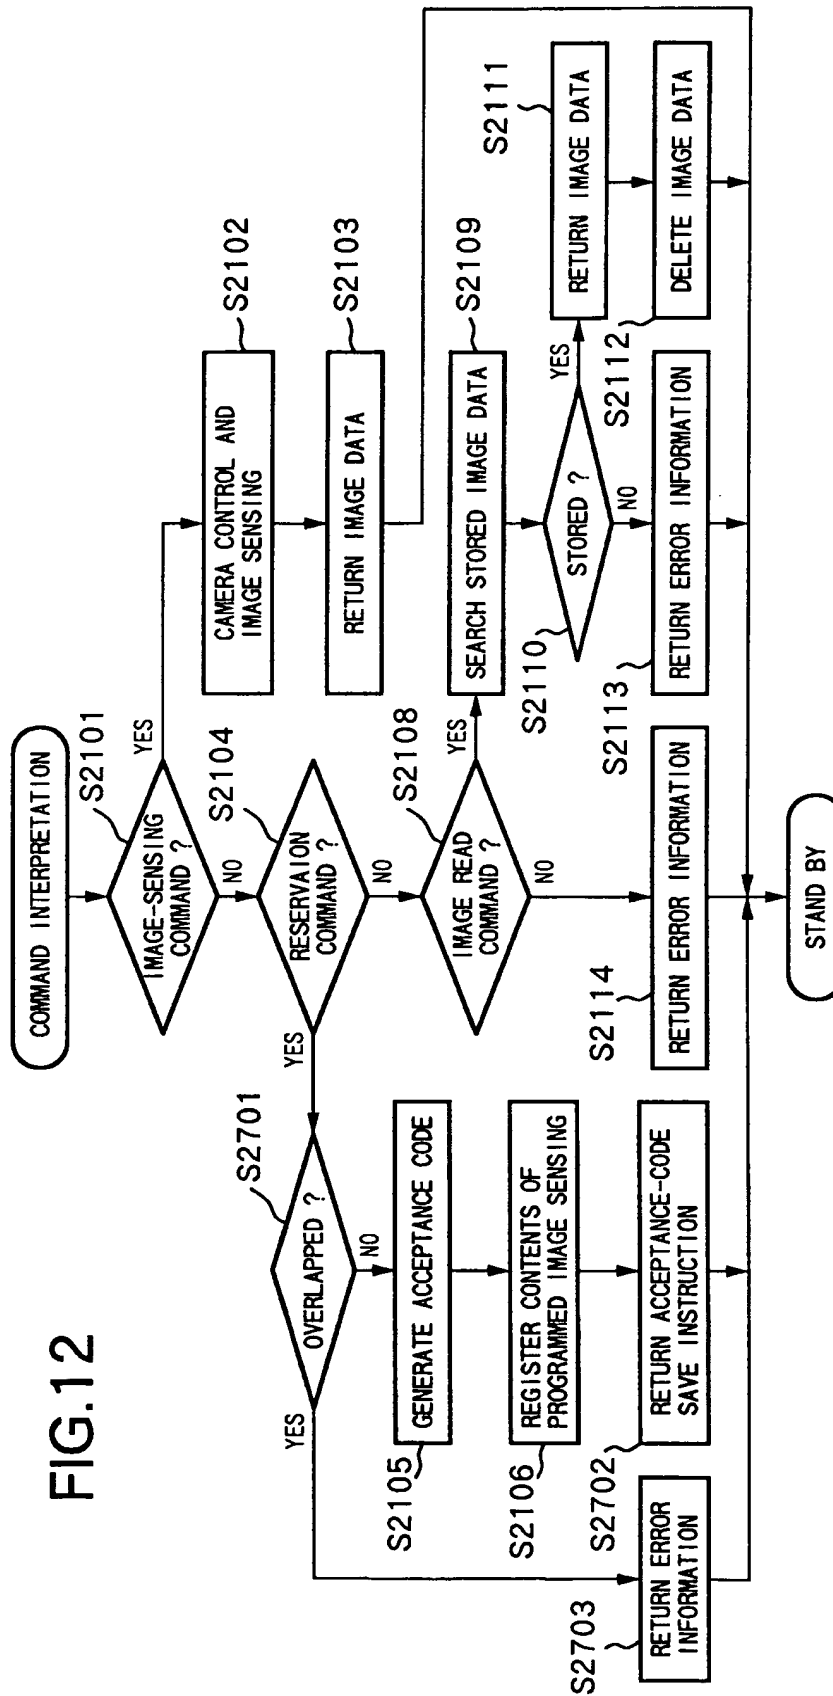 FIG.12
COMMAND INTERPRETATION
S2101
IMAGE-SENSING
COMMAND ?
YES
NO
S2102
CAMERA CONTROL AND
IMAGE SENSING
S2103
RETURN IMAGE DATA
S2104
RESERVAION
COMMAND ?
YES
NO
S2701
OVERLAPPED ?
YES
NO
S2105
GENERATE ACCEPTANCE CODE
S2106
REGISTER CONTENTS OF
PROGRAMMED IMAGE SENSING
S2702
RETURN ACCEPTANCE-CODE
SAVE INSTRUCTION
S2703
RETURN ERROR
INFORMATION
S2108
IMAGE READ
COMMAND ?
YES
NO
S2109
SEARCH STORED IMAGE DATA
S2110
STORED ?
YES
NO
S2111
RETURN IMAGE DATA
S2112
DELETE IMAGE DATA
S2113
RETURN ERROR INFORMATION
S2114
RETURN ERROR INFORMATION
STAND BY